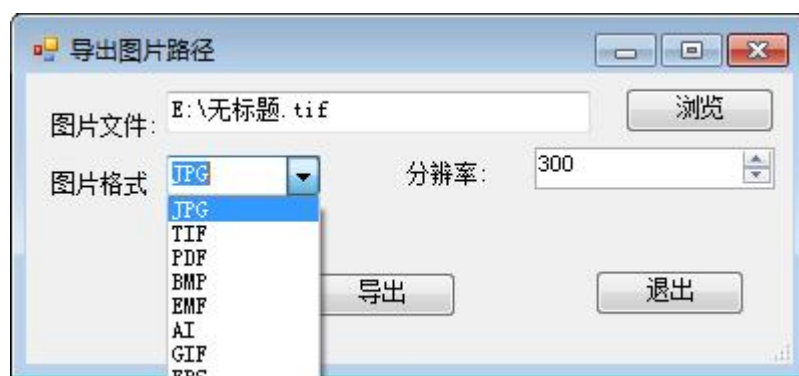 导出图片路径
图片文件: E:\无标题.tif 浏览
图片格式 JPG 分辨率: 300
JPG
TIF
PDF
BMP
EMF
AI
GIF
EPS
导出 退出